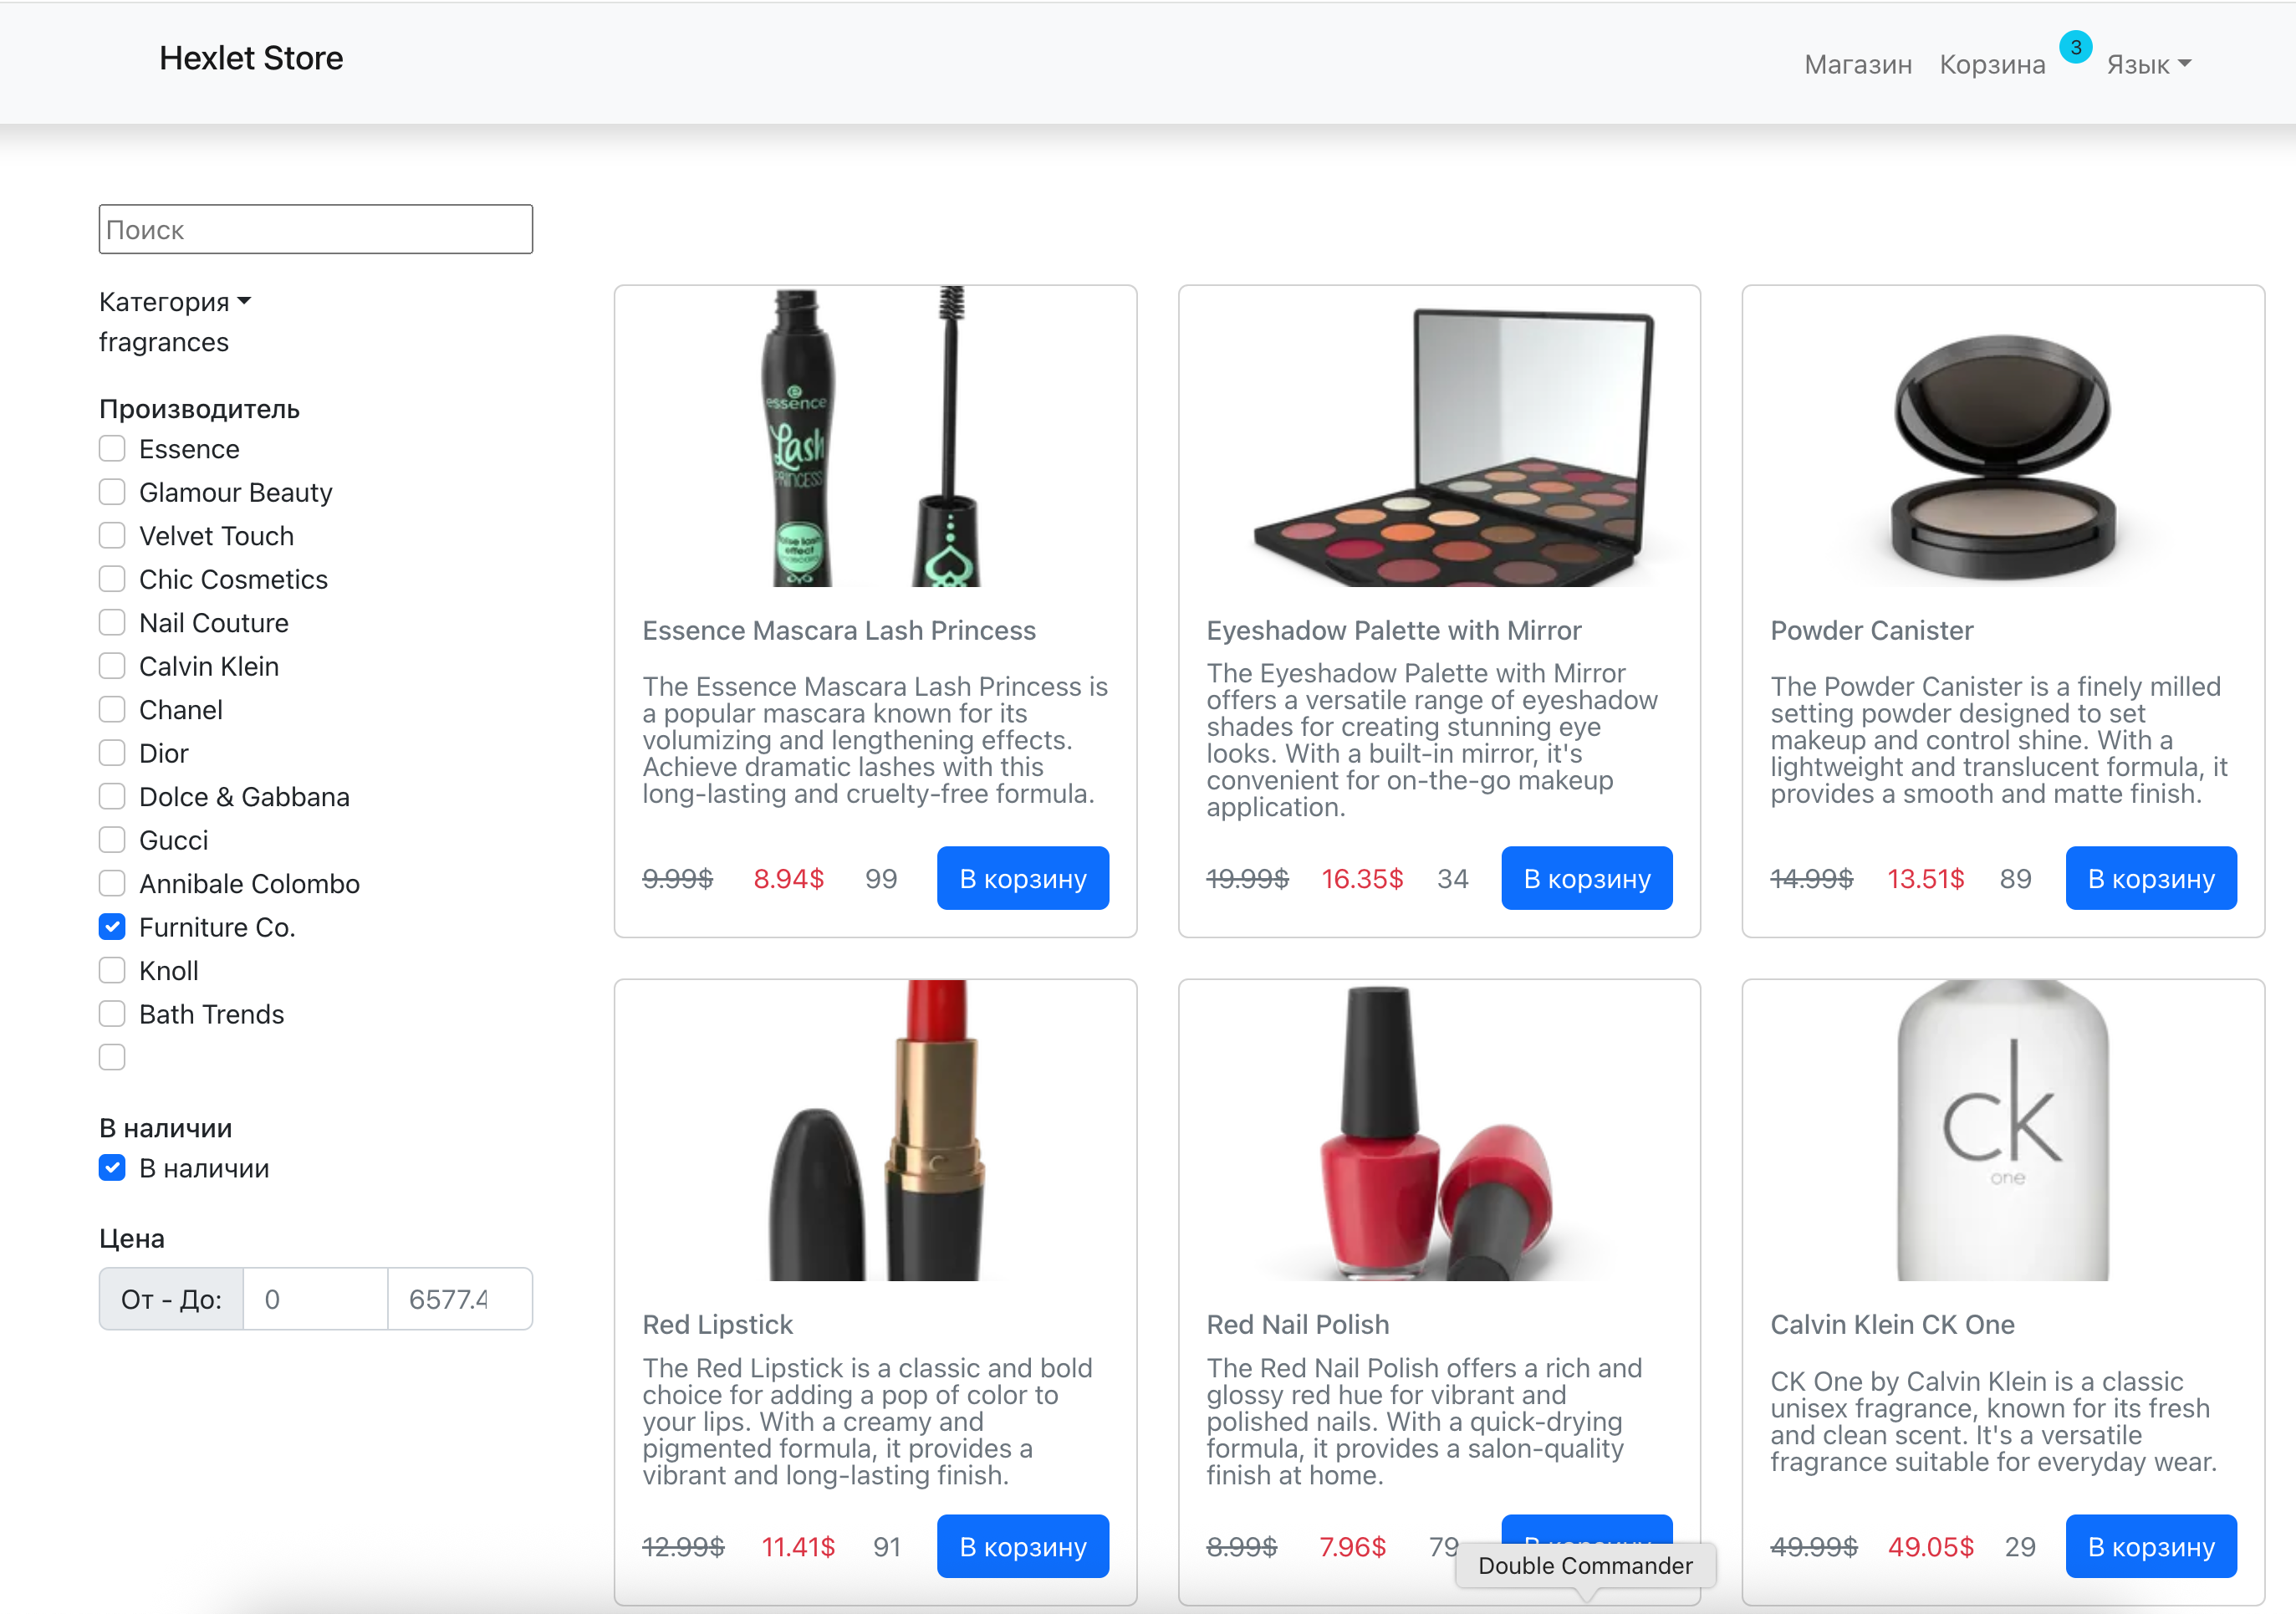 Hexlet Store
Магазин Корзина 3 Язык
Поиск
Категория
fragrances
Производитель
Essence
Glamour Beauty
Velvet Touch
Chic Cosmetics
Nail Couture
Calvin Klein
Chanel
Dior
Dolce & Gabbana
Gucci
Annibale Colombo
Furniture Co.
Knoll
Bath Trends
В наличии
В наличии
Цена
От - До: 0 6577.4
essence
Lash
PRINCESS
false lash
effect
mascara
Essence Mascara Lash Princess
The Essence Mascara Lash Princess is
a popular mascara known for its
volumizing and lengthening effects.
Achieve dramatic lashes with this
long-lasting and cruelty-free formula.
9.99$ 8.94$ 99 В корзину
Eyeshadow Palette with Mirror
The Eyeshadow Palette with Mirror
offers a versatile range of eyeshadow
shades for creating stunning eye
looks. With a built-in mirror, it's
convenient for on-the-go makeup
application.
19.99$ 16.35$ 34 В корзину
Powder Canister
The Powder Canister is a finely milled
setting powder designed to set
makeup and control shine. With a
lightweight and translucent formula, it
provides a smooth and matte finish.
14.99$ 13.51$ 89 В корзину
Red Lipstick
The Red Lipstick is a classic and bold
choice for adding a pop of color to
your lips. With a creamy and
pigmented formula, it provides a
vibrant and long-lasting finish.
12.99$ 11.41$ 91 В корзину
Red Nail Polish
The Red Nail Polish offers a rich and
glossy red hue for vibrant and
polished nails. With a quick-drying
formula, it provides a salon-quality
finish at home.
8.99$ 7.96$ 79 В корзину
Double Commander
ck
one
Calvin Klein CK One
CK One by Calvin Klein is a classic
unisex fragrance, known for its fresh
and clean scent. It's a versatile
fragrance suitable for everyday wear.
49.99$ 49.05$ 29 В корзину